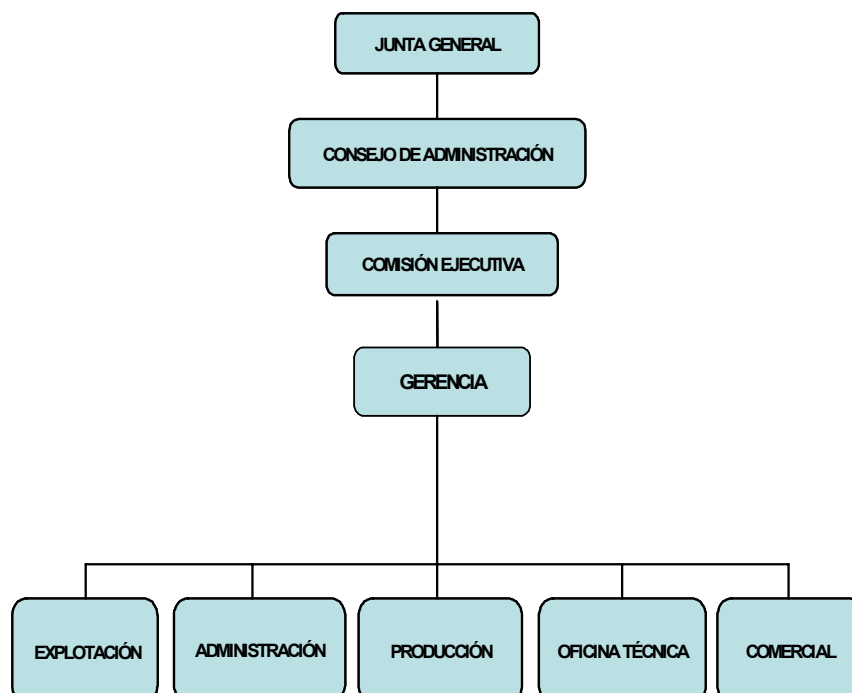 JUNTA GENERAL
CONSEJO DE ADMINISTRACIÓN
COMISIÓN EJECUTIVA
GERENCIA
EXPLOTACIÓN
ADMINISTRACIÓN
PRODUCCIÓN
OFICINA TÉCNICA
COMERCIAL